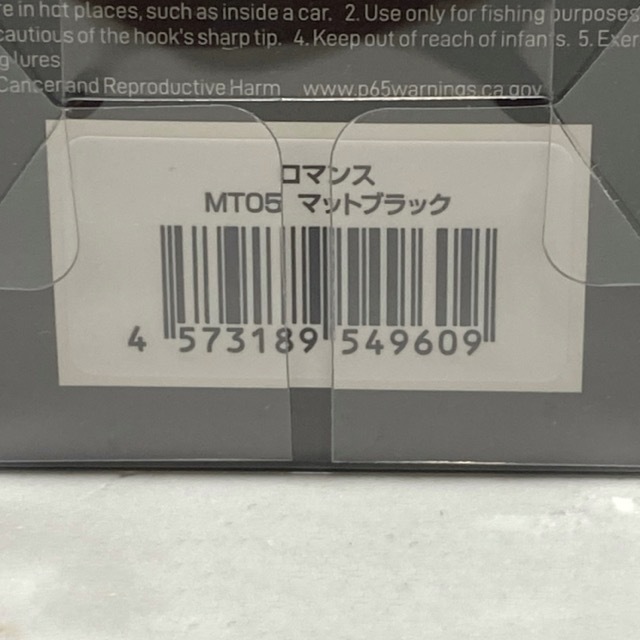 re in hot places, such as inside a car. 2. Use only for fishing purposes
cautious of the hook's sharp tip. 4. Keep out of reach of infants. 5. Exer
g lures
Cancer and Reproductive Harm www.p65warnings.ca.gov
ロマンス
MT05 マットブラック
4 573189 549609